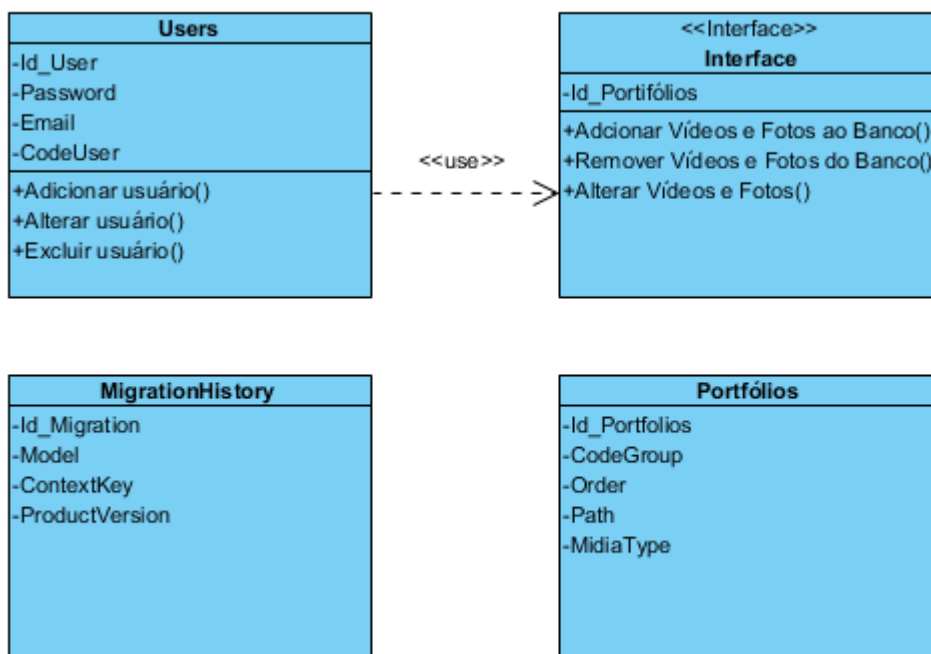 Users
-Id_User
-Password
-Email
-CodeUser
+Adicionar usuário()
+Alterar usuário()
+Excluir usuário()
<<use>>
<<Interface>>
Interface
-Id_Portifólios
+Adcionar Vídeos e Fotos ao Banco()
+Remover Vídeos e Fotos do Banco()
+Alterar Vídeos e Fotos()
MigrationHistory
-Id_Migration
-Model
-ContextKey
-ProductVersion
Portfólios
-Id_Portfolios
-CodeGroup
-Order
-Path
-MidiaType